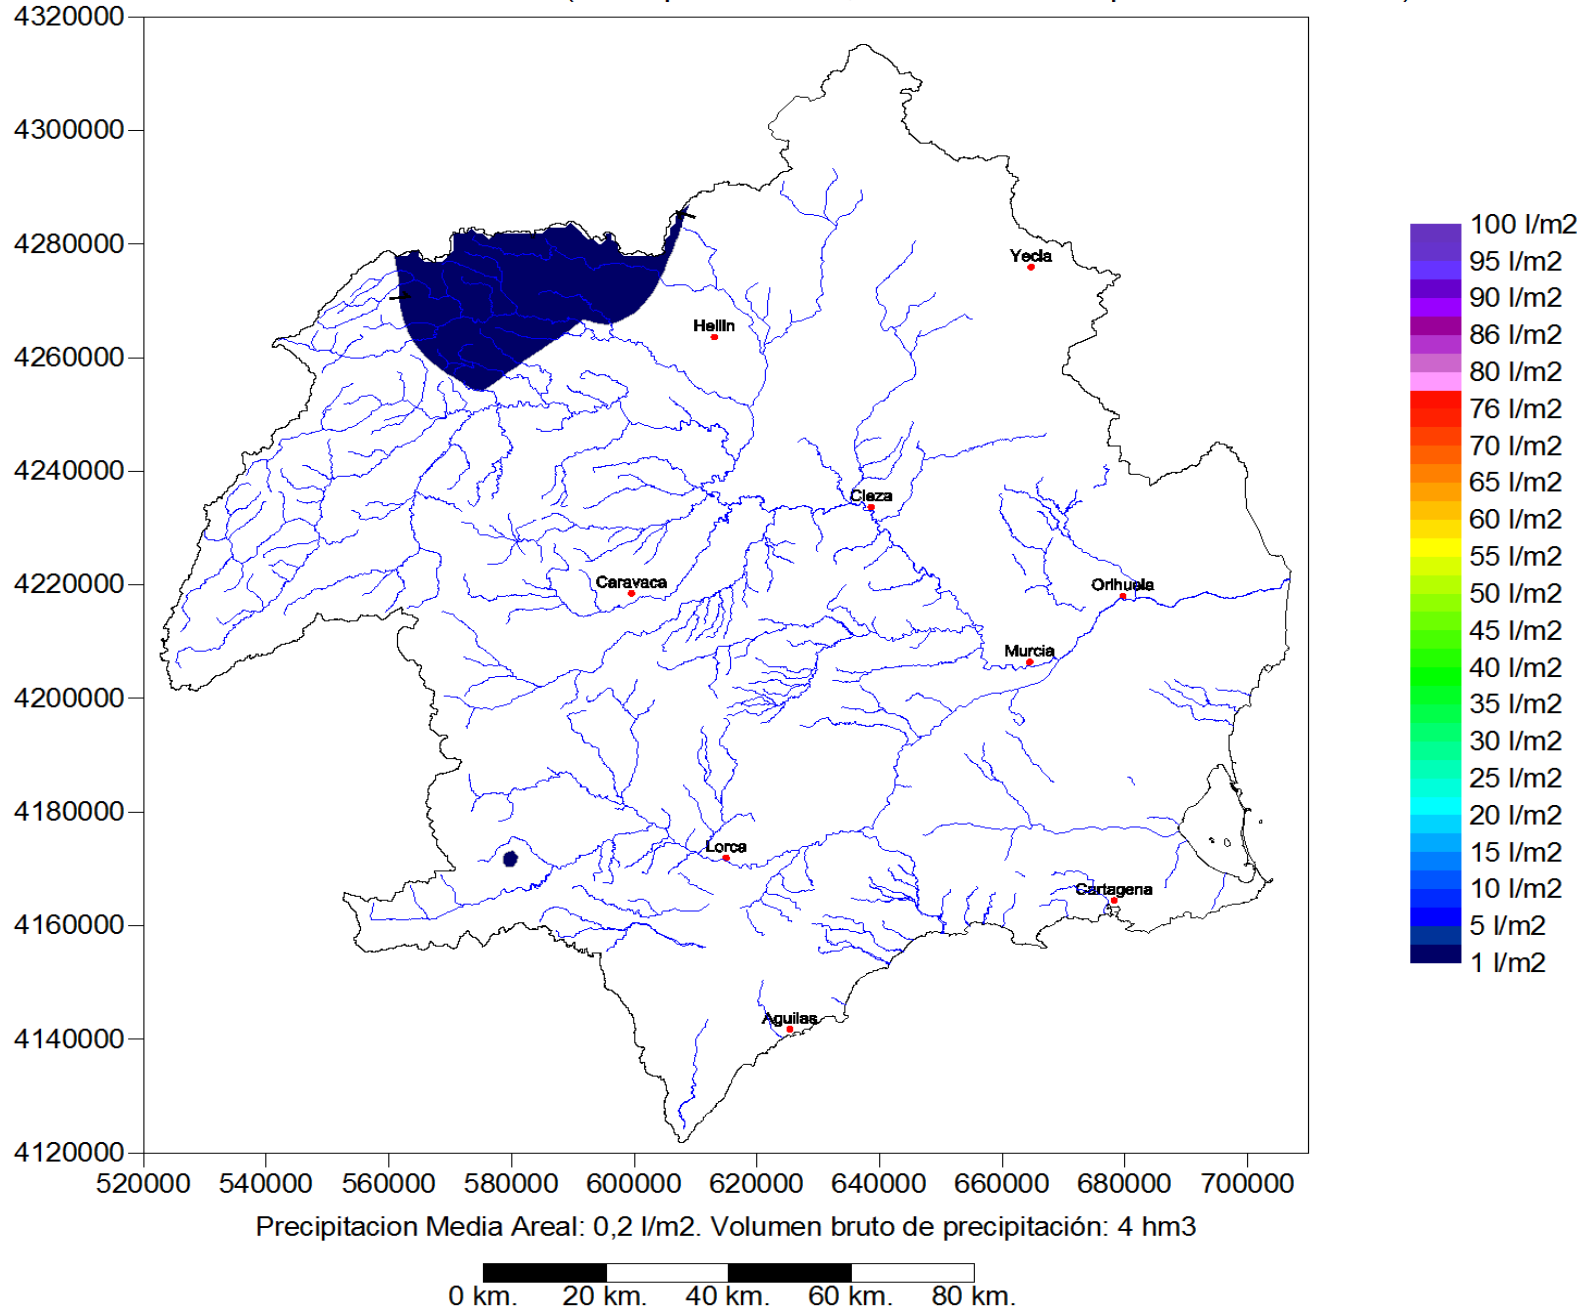 4320000
4300000
4280000
4260000
4240000
4220000
4200000
4180000
4160000
4140000
4120000
520000 540000 560000 580000 600000 620000 640000 660000 680000 700000
Yecla
Hellin
Cieza
Caravaca
Orihuela
Murcia
Lorca
Cartagena
Aguilas
100 l/m2
95 l/m2
90 l/m2
86 l/m2
80 l/m2
76 l/m2
70 l/m2
65 l/m2
60 l/m2
55 l/m2
50 l/m2
45 l/m2
40 l/m2
35 l/m2
30 l/m2
25 l/m2
20 l/m2
15 l/m2
10 l/m2
5 l/m2
1 l/m2
Precipitacion Media Areal: 0,2 l/m2. Volumen bruto de precipitación: 4 hm3
0 km. 20 km. 40 km. 60 km. 80 km.